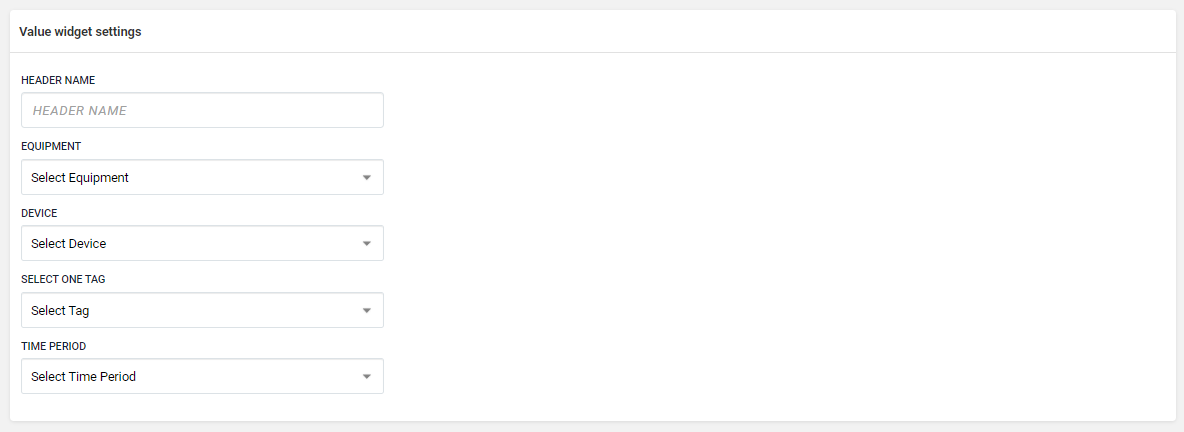 Value widget settings
HEADER NAME
HEADER NAME
EQUIPMENT
Select Equipment
DEVICE
Select Device
SELECT ONE TAG
Select Tag
TIME PERIOD
Select Time Period